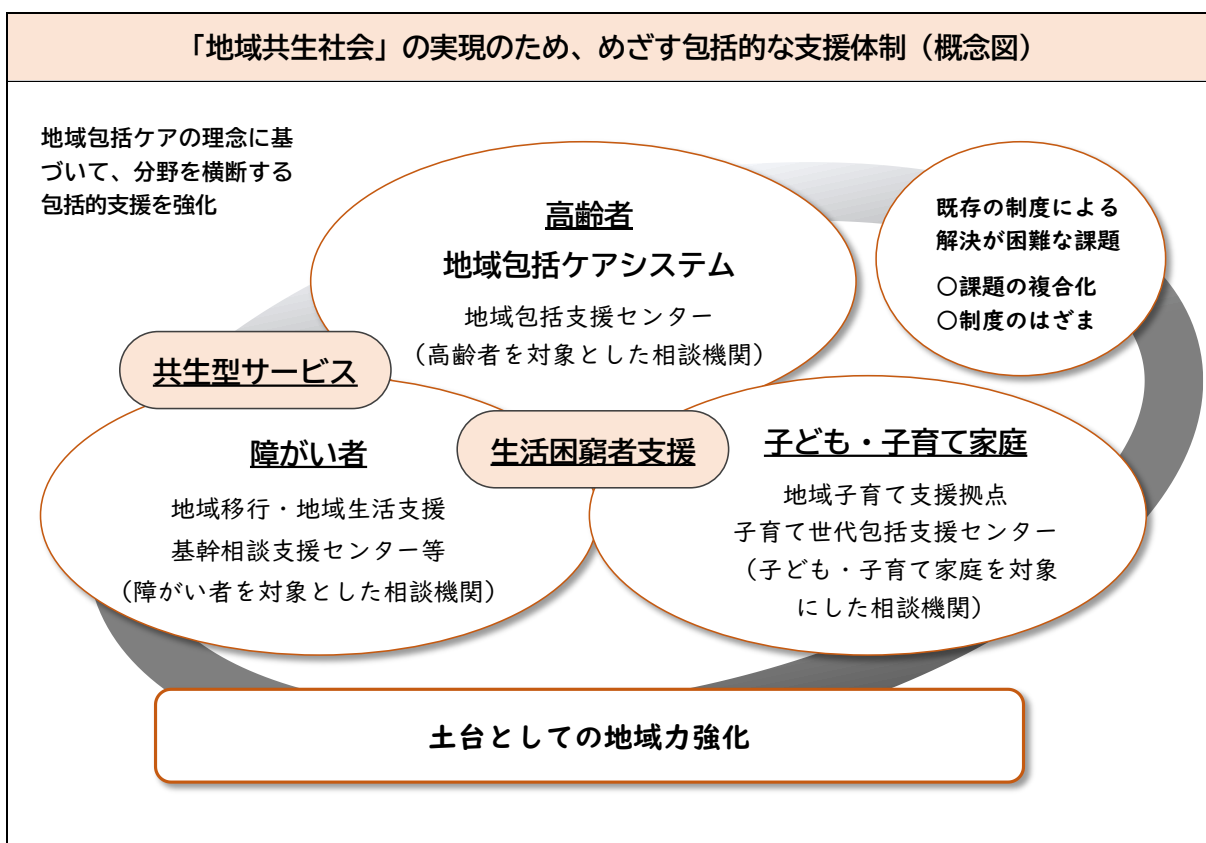 「地域共生社会」の実現のため、めざす包括的な支援体制（概念図）
地域包括ケアの理念に基
づいて、分野を横断する
包括的支援を強化
高齢者
地域包括ケアシステム
地域包括支援センター
（高齢者を対象とした相談機関）
既存の制度による
解決が困難な課題
〇課題の複合化
〇制度のはざま
共生型サービス
障がい者
地域移行・地域生活支援
基幹相談支援センター等
（障がい者を対象とした相談機関）
生活困窮者支援
子ども・子育て家庭
地域子育て支援拠点
子育て世代包括支援センター
（子ども・子育て家庭を対象
にした相談機関）
土台としての地域力強化